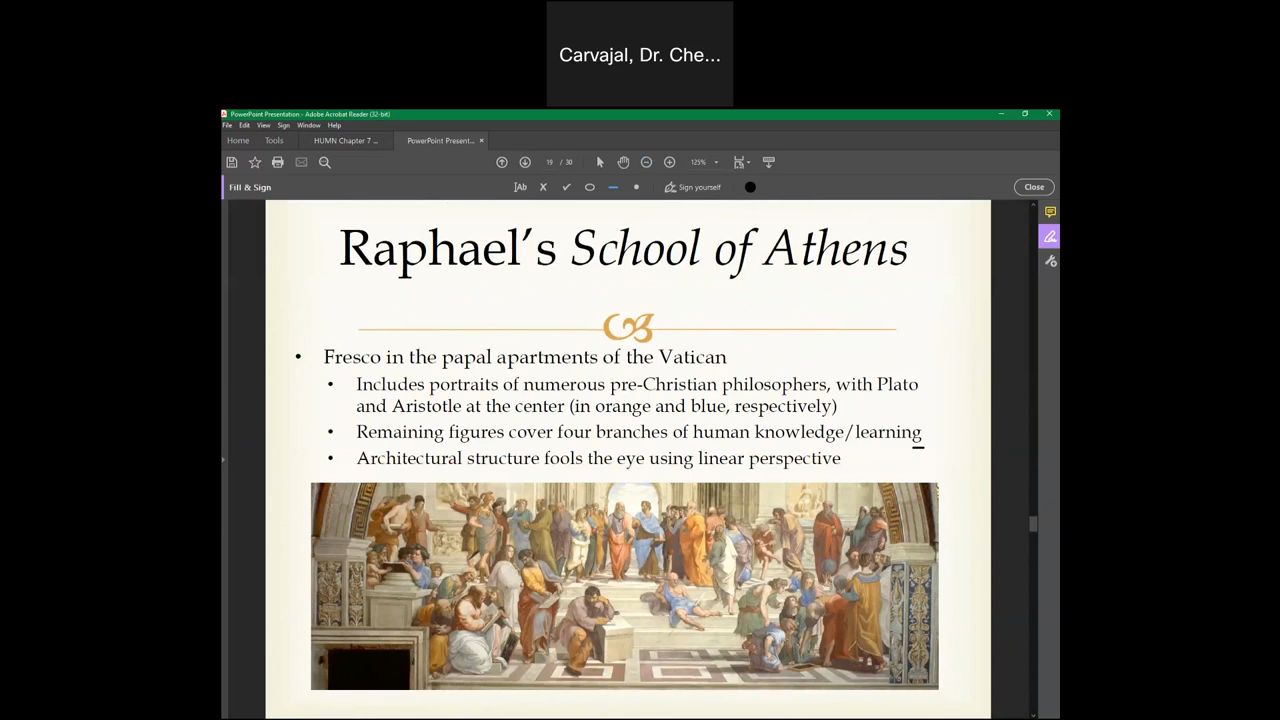 Carvajal, Dr. Che...
PowerPoint Presentation - Adobe Acrobat Reader (32-bit)
File Edit View Sign Window Help
Home Tools HUMN Chapter 7 ... PowerPoint Present... ×
19 / 30 125%
Fill & Sign Ab Sign yourself Close
Raphael's School of Athens
• Fresco in the papal apartments of the Vatican
• Includes portraits of numerous pre-Christian philosophers, with Plato
and Aristotle at the center (in orange and blue, respectively)
• Remaining figures cover four branches of human knowledge/learning
• Architectural structure fools the eye using linear perspective